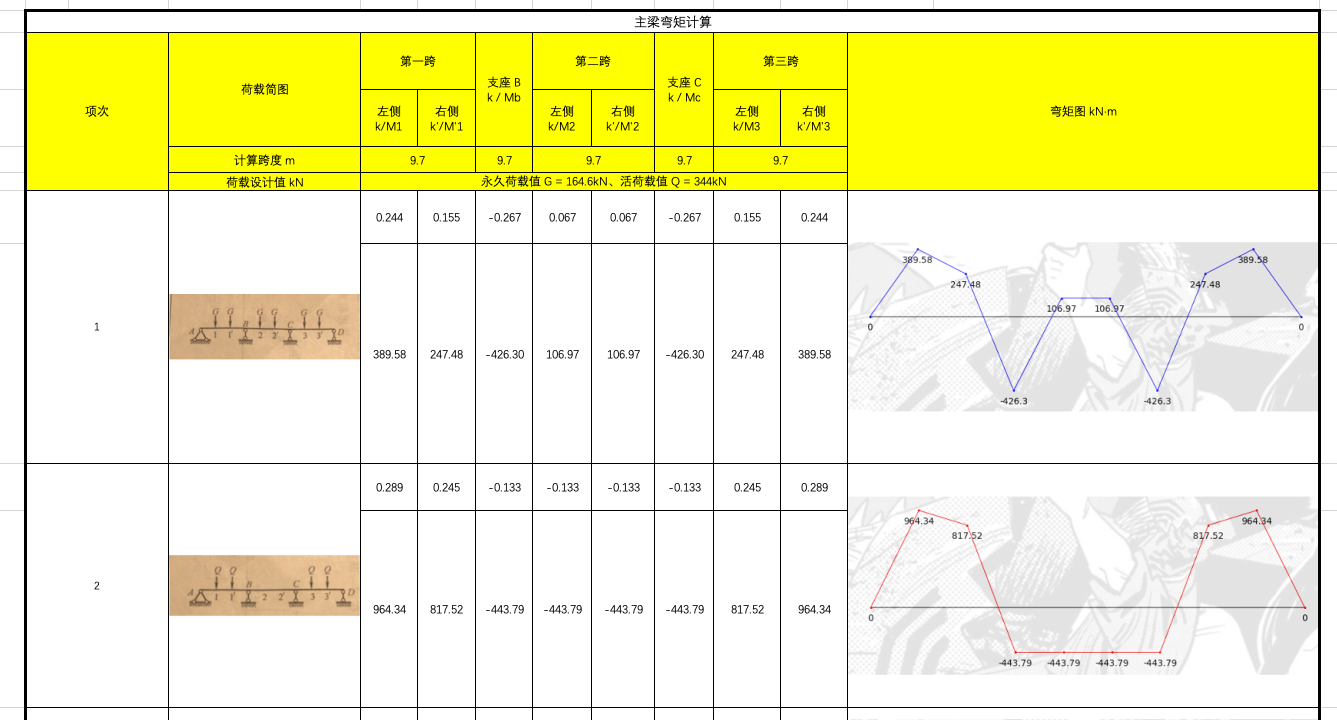 主梁弯矩计算
项次
荷载简图
第一跨
支座 B
k / Mb
第二跨
支座 C
k / Mc
第三跨
弯矩图 kN·m
左侧
k/M1
右侧
k'/M'1
左侧
k/M2
右侧
k'/M'2
左侧
k/M3
右侧
k'/M'3
计算跨度 m
9.7
9.7
9.7
9.7
9.7
荷载设计值 kN
永久荷载值 G = 164.6kN、活荷载值 Q = 344kN
1
G G G G G G
A B C D
1 1' 2 2' 3 3'
0.244 0.155 -0.267 0.067 0.067 -0.267 0.155 0.244
389.58 247.48 -426.30 106.97 106.97 -426.30 247.48 389.58
389.58 389.58
247.48 247.48
106.97 106.97
0 0
-426.3 -426.3
2
Q Q Q Q
A B C D
1 1' 2 2' 3 3'
0.289 0.245 -0.133 -0.133 -0.133 -0.133 0.245 0.289
964.34 817.52 -443.79 -443.79 -443.79 -443.79 817.52 964.34
964.34 964.34
817.52 817.52
0 0
-443.79 -443.79 -443.79 -443.79